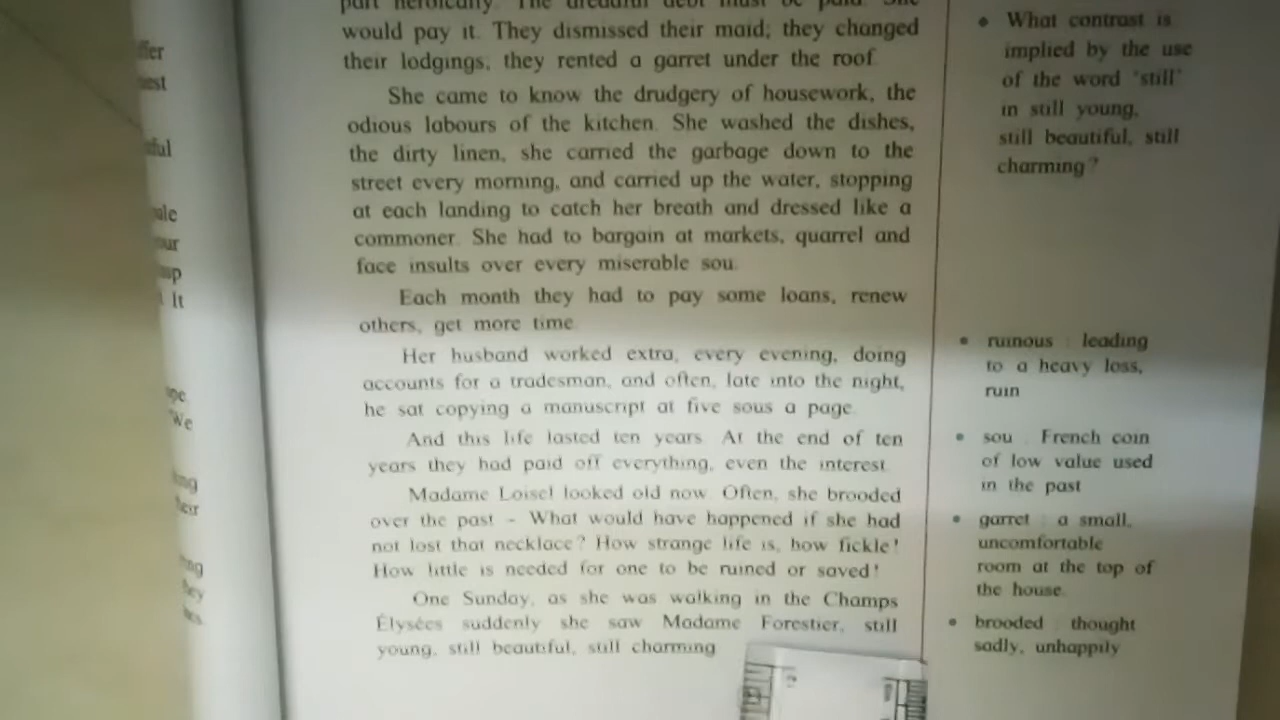 would pay it. They dismissed their maid; they changed
their lodgings, they rented a garret under the roof.
She came to know the drudgery of housework, the
odious labours of the kitchen. She washed the dishes,
the dirty linen, she carried the garbage down to the
street every morning, and carried up the water, stopping
at each landing to catch her breath and dressed like a
commoner. She had to bargain at markets, quarrel and
face insults over every miserable sou.
Each month they had to pay some loans, renew
others, get more time.
Her husband worked extra, every evening, doing
accounts for a tradesman, and often, late into the night,
he sat copying a manuscript at five sous a page.
And this life lasted ten years. At the end of ten
years they had paid off everything, even the interest.
Madame Loisel looked old now. Often, she brooded
over the past – What would have happened if she had
not lost that necklace? How strange life is, how fickle!
How little is needed for one to be ruined or saved!
One Sunday, as she was walking in the Champs
Élysées suddenly she saw Madame Forestier, still
young, still beautiful, still charming
• What contrast is
implied by the use
of the word 'still'
in still young,
still beautiful, still
charming?
• ruinous : leading
to a heavy loss,
ruin
• sou : French coin
of low value used
in the past
• garret : a small,
uncomfortable
room at the top of
the house.
• brooded : thought
sadly, unhappily